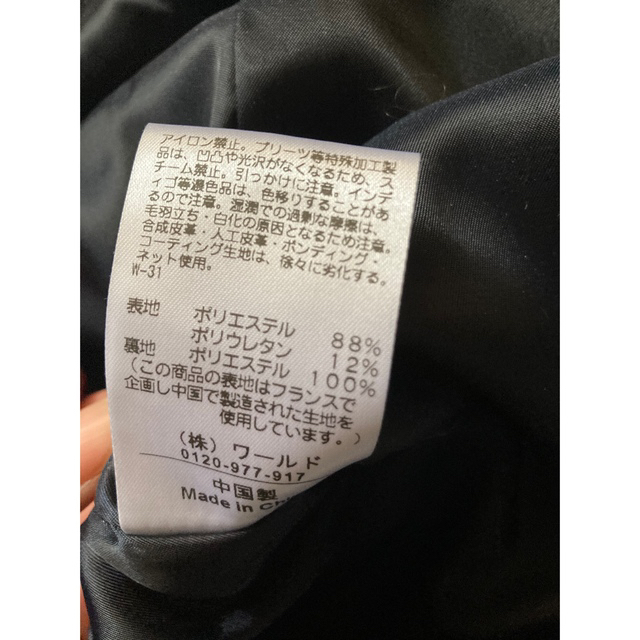 アイロン禁止。プリーツ等特殊加工製
品は、凹凸や光沢がなくなるため、ス
チーム禁止。引っかけに注意。インデ
ィゴ等濃色品は、色移りすることがあ
るので注意。湿潤での過剰な摩擦は、
毛羽立ち・白化の原因となるため注意。
合成皮革・人工皮革・ボンディング・
コーティング生地は、徐々に劣化する。
ネット使用。
W-31
表地 ポリエステル 88%
ポリウレタン 12%
裏地 ポリエステル 100%
(この商品の表地はフランスで
企画し中国で製造された生地を
使用しています。)
(株)ワールド
0120-977-917
中国製
Made in